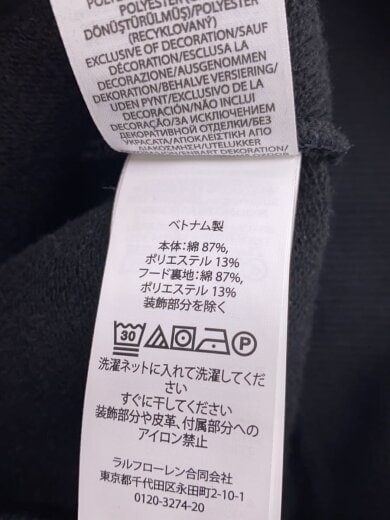 POLYESTER
DÖNÜŞTÜRÜLMÜŞ)/POLYESTER
(RECYKLOVANÝ)
EXCLUSIVE OF DECORATION/SAUF
DÉCORATION/ESCLUSA LA
DECORAZIONE/AUSGENOMMEN
DEKORATION/BEHALVE VERSIERING/
UDEN PYNT/EXCLUSIVO DE LA
DECORACIÓN/NÃO INCLUI
DECORAÇÃO/ЗА ИСКЛЮЧЕНИЕМ
ДЕКОРАТИВНОЙ ОТДЕЛКИ/БЕЗ
УКРАСАТА/ΑΠΟΚΛΕΙΣΤΙΚΗ ΑΠΟ
ΔΙΑΚΟΣΜΗΣΗ/UTELUKKER
ベトナム製
本体：綿 87%,
ポリエステル 13%
フード裏地：綿 87%,
ポリエステル 13%
装飾部分を除く
30 P
洗濯ネットに入れて洗濯してくだ
さい
すぐに干してください
装飾部分や皮革、付属部分への
アイロン禁止
ラルフローレン合同会社
東京都千代田区永田町2-10-1
0120-3274-20